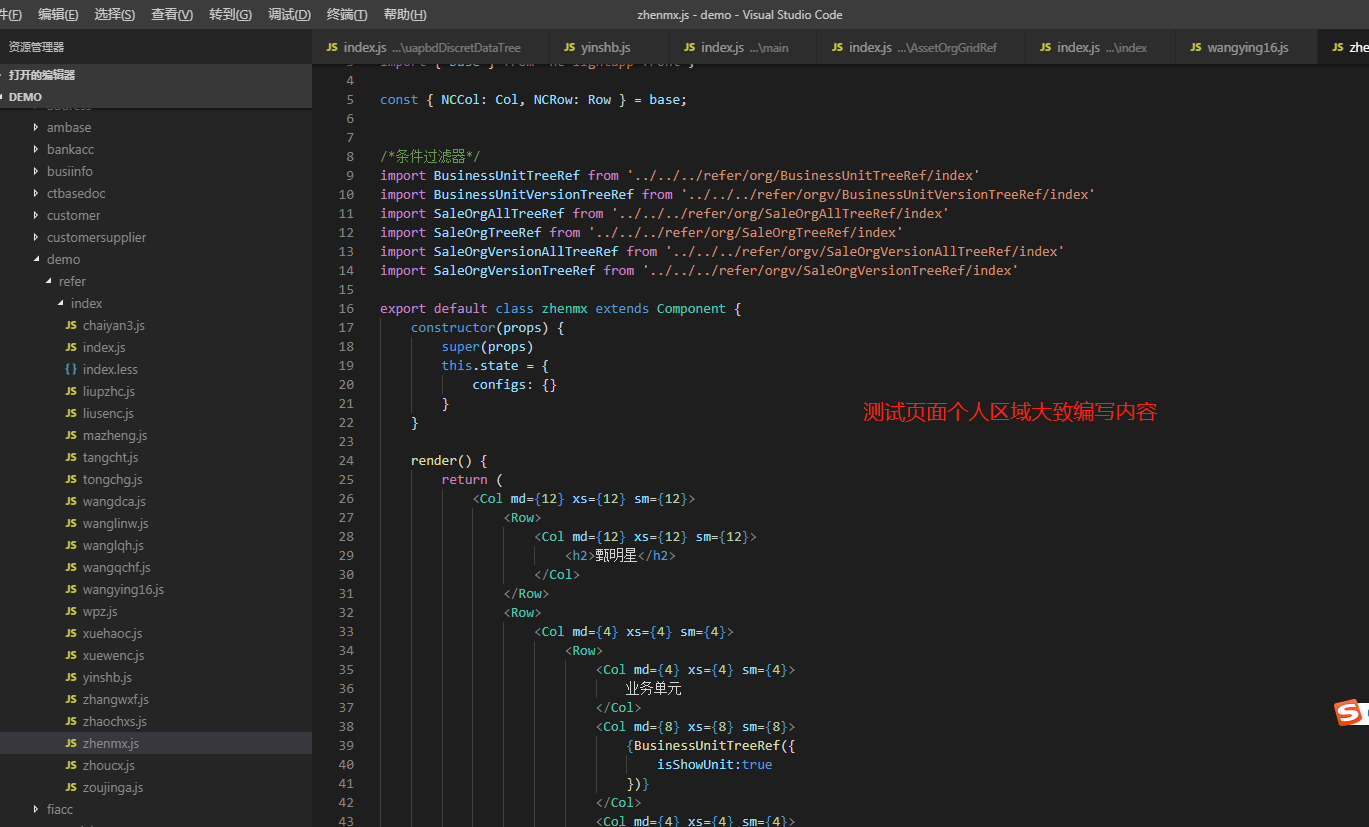 件(F) 编辑(E) 选择(S) 查看(V) 转到(G) 调试(D) 终端(T) 帮助(H) zhenmx.js - demo - Visual Studio Code
资源管理器
JS index.js ...\uapbdDiscretDataTree JS yinshb.js JS index.js ...\main JS index.js ...\AssetOrgGridRef JS index.js ...\index JS wangying16.js JS zhe
打开的编辑器
DEMO
ambase
bankacc
busiinfo
ctbasedoc
customer
customersupplier
demo
refer
index
JS chaiyan3.js
JS index.js
{} index.less
JS liupzhc.js
JS liusenc.js
JS mazheng.js
JS tangcht.js
JS tongchg.js
JS wangdca.js
JS wanglinw.js
JS wanglqh.js
JS wangqchf.js
JS wangying16.js
JS wpz.js
JS xuehaoc.js
JS xuewenc.js
JS yinshb.js
JS zhangwxf.js
JS zhaochxs.js
JS zhenmx.js
JS zhoucx.js
JS zoujinga.js
fiacc
4
5 const { NCCol: Col, NCRow: Row } = base;
6
7
8 /*条件过滤器*/
9 import BusinessUnitTreeRef from '../../../refer/org/BusinessUnitTreeRef/index'
10 import BusinessUnitVersionTreeRef from '../../../refer/orgv/BusinessUnitVersionTreeRef/index'
11 import SaleOrgAllTreeRef from '../../../refer/org/SaleOrgAllTreeRef/index'
12 import SaleOrgTreeRef from '../../../refer/org/SaleOrgTreeRef/index'
13 import SaleOrgVersionAllTreeRef from '../../../refer/orgv/SaleOrgVersionAllTreeRef/index'
14 import SaleOrgVersionTreeRef from '../../../refer/orgv/SaleOrgVersionTreeRef/index'
15
16 export default class zhenmx extends Component {
17 constructor(props) {
18 super(props)
19 this.state = {
20 configs: {}
21 }
22 }
23
24 render() {
25 return (
26 <Col md={12} xs={12} sm={12}>
27 <Row>
28 <Col md={12} xs={12} sm={12}>
29 <h2>甄明星</h2>
30 </Col>
31 </Row>
32 <Row>
33 <Col md={4} xs={4} sm={4}>
34 <Row>
35 <Col md={4} xs={4} sm={4}>
36 业务单元
37 </Col>
38 <Col md={8} xs={8} sm={8}>
39 {BusinessUnitTreeRef({
40 isShowUnit:true
41 })}
42 </Col>
43 <Col md={4} xs={4} sm={4}>
测试页面个人区域大致编写内容